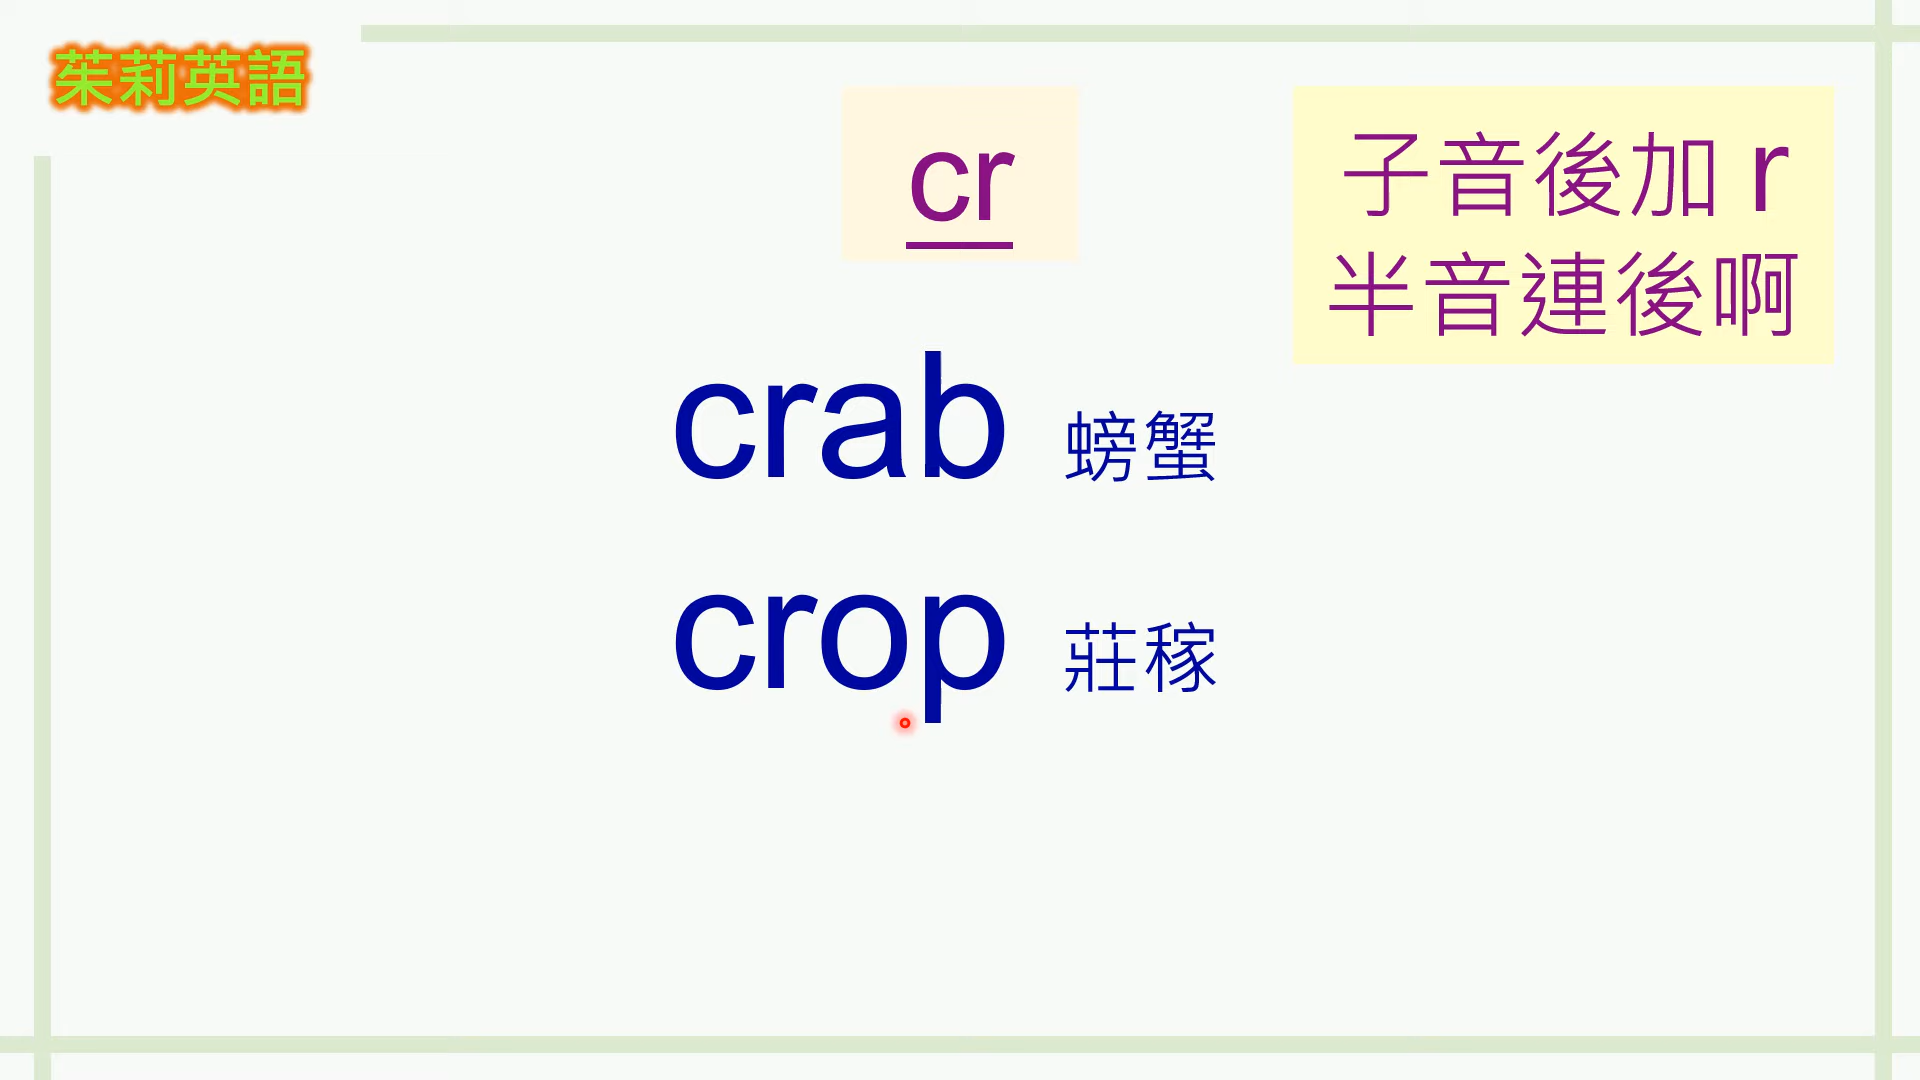 茱莉英語
cr
子音後加 r
半音連後啊
crab 螃蟹
crop 莊稼